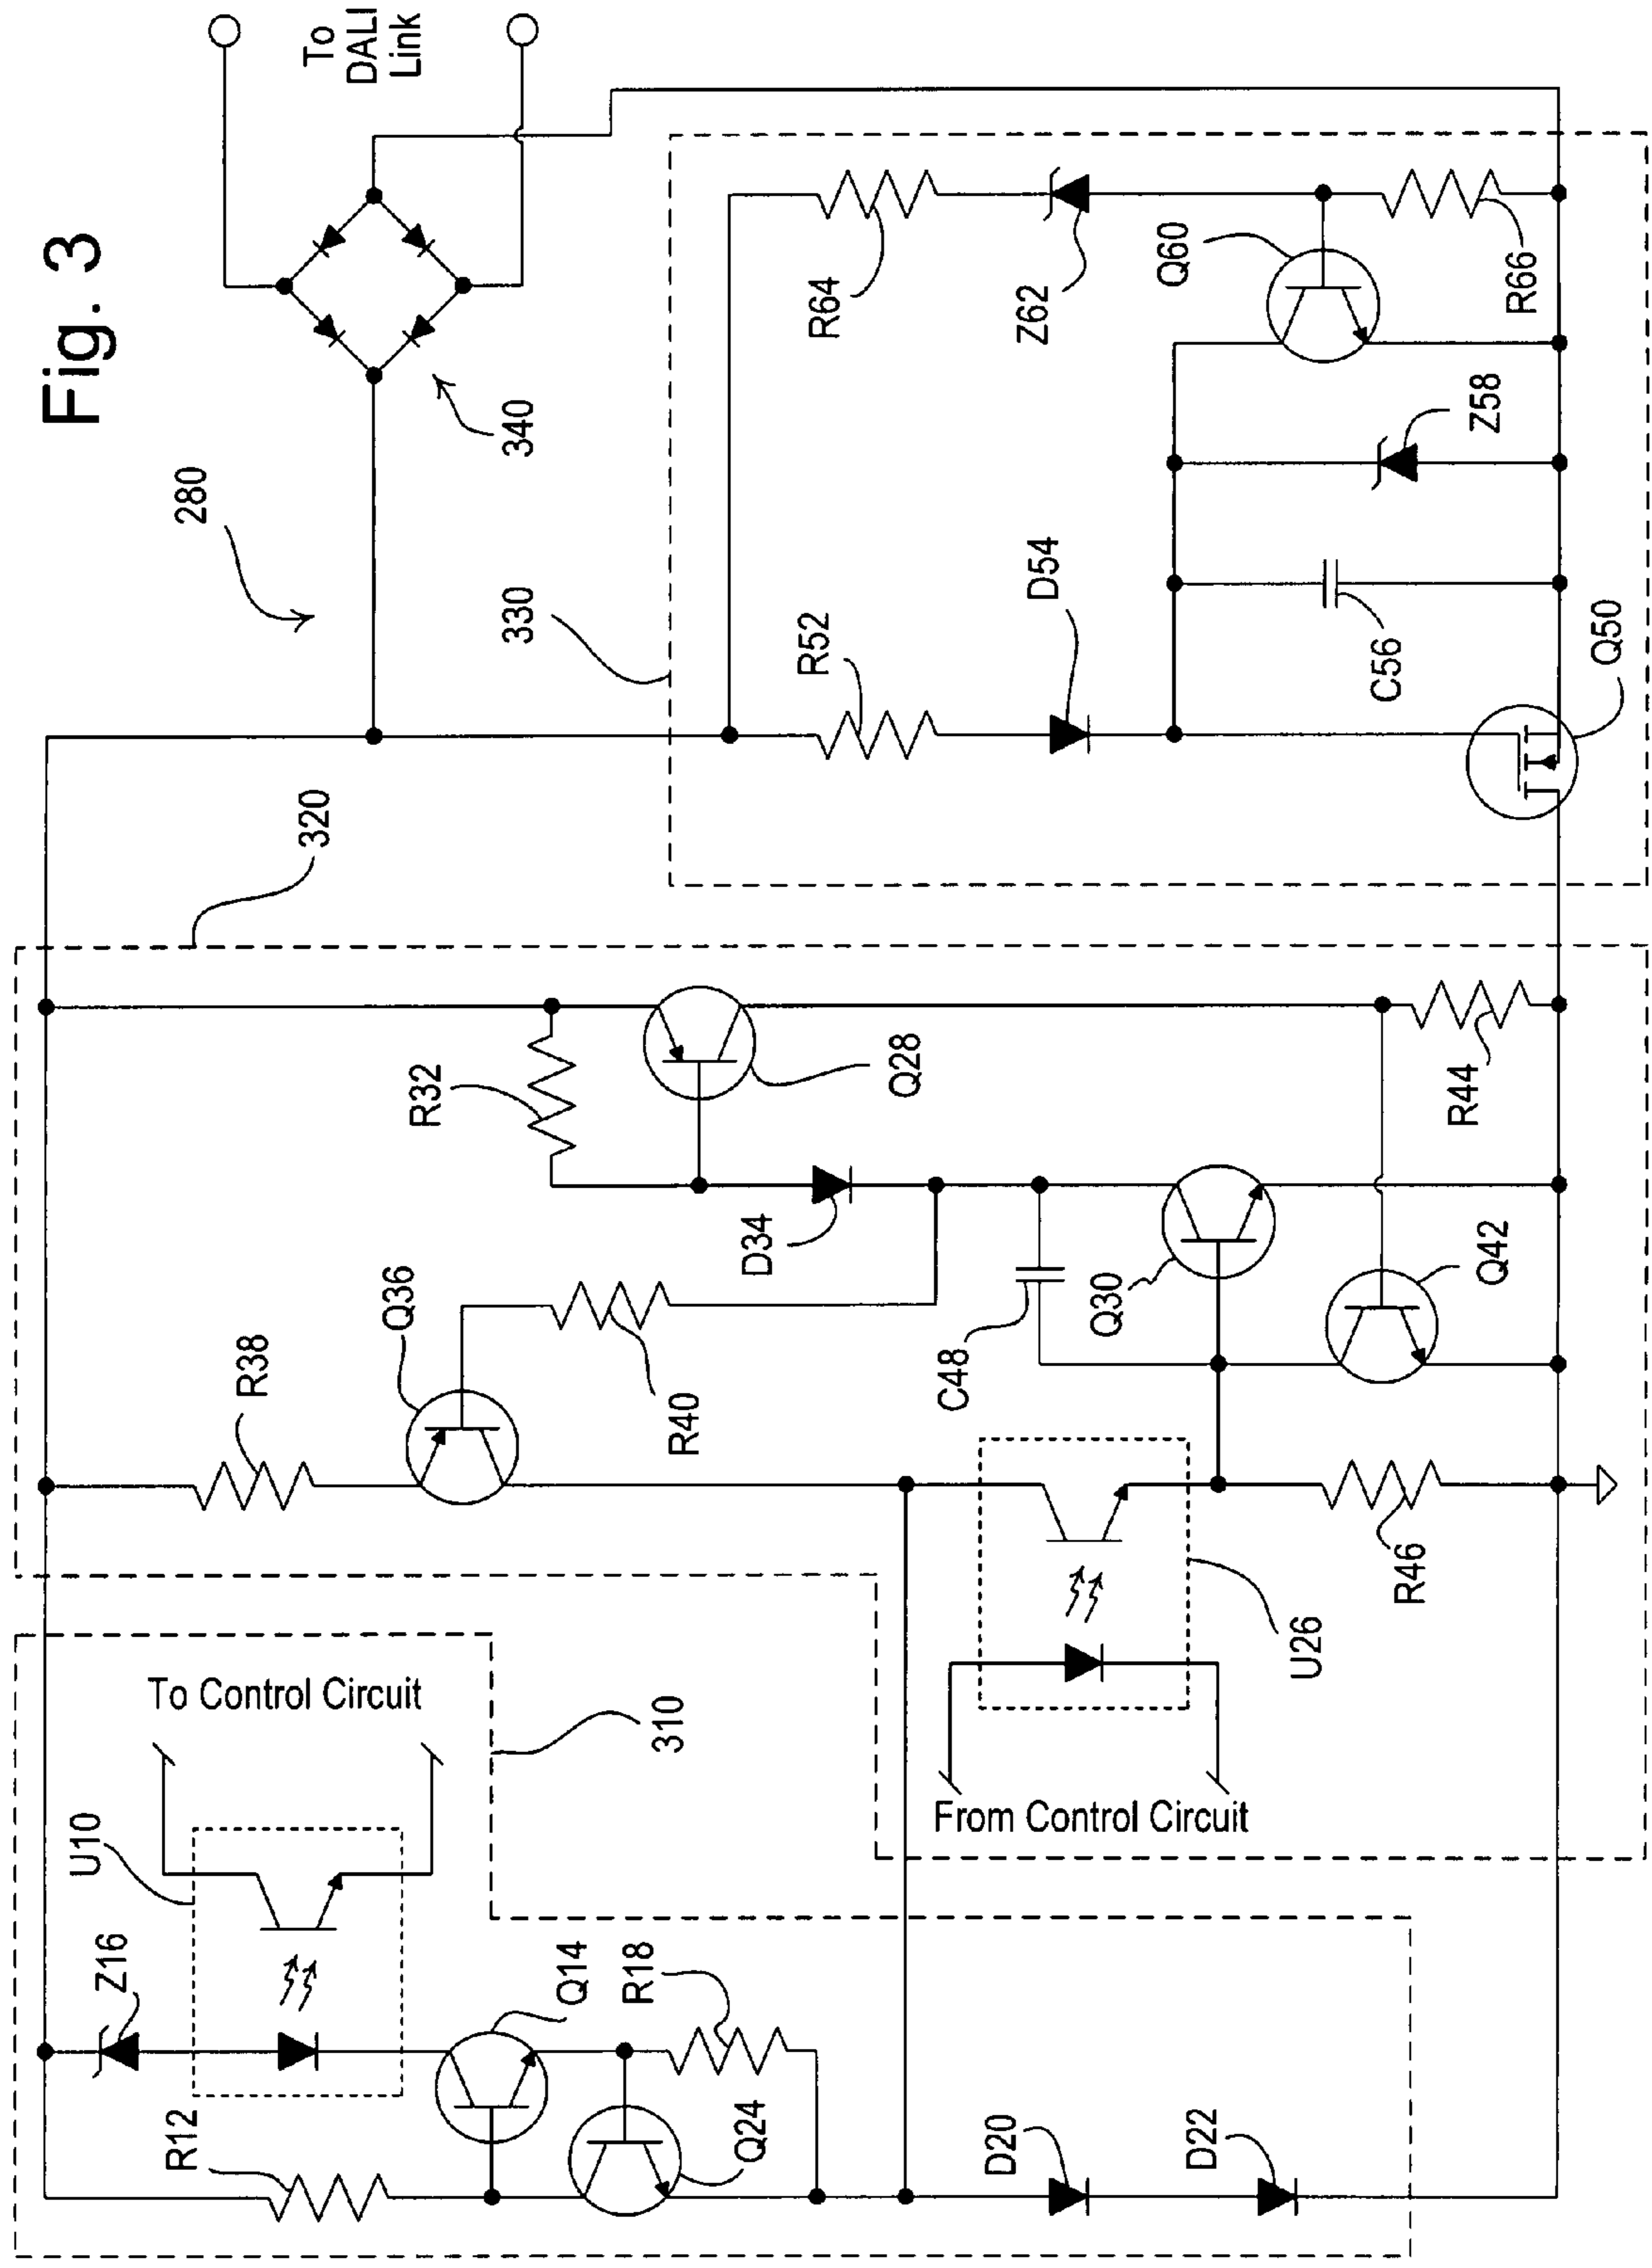 Fig. 3
To
DALI
Link
280
340
330
320
310
R52
D54
R64
Z62
Q60
R66
Z58
C56
Q50
R32
Q28
D34
R44
Q36
R38
R40
C48
Q30
Q42
U26
R46
From Control Circuit
To Control Circuit
U10
Z16
R12
Q14
R18
Q24
D20
D22